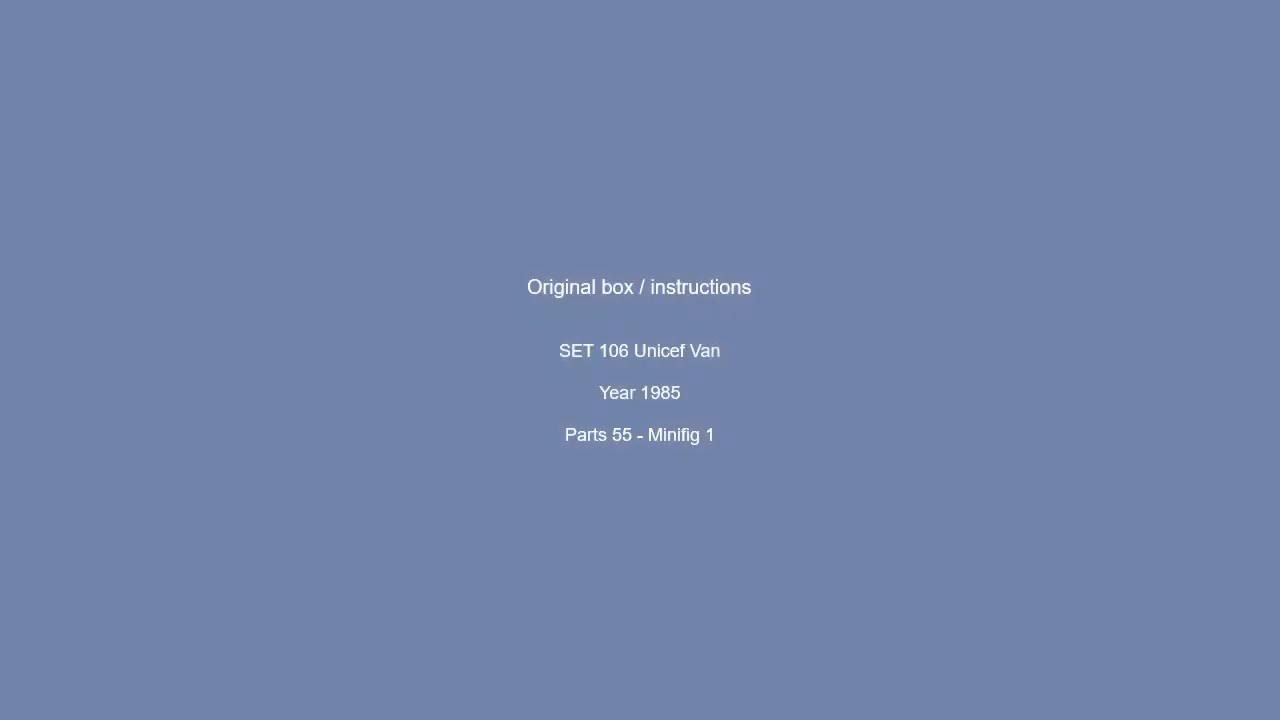 Original box / instructions
SET 106 Unicef Van
Year 1985
Parts 55 - Minifig 1